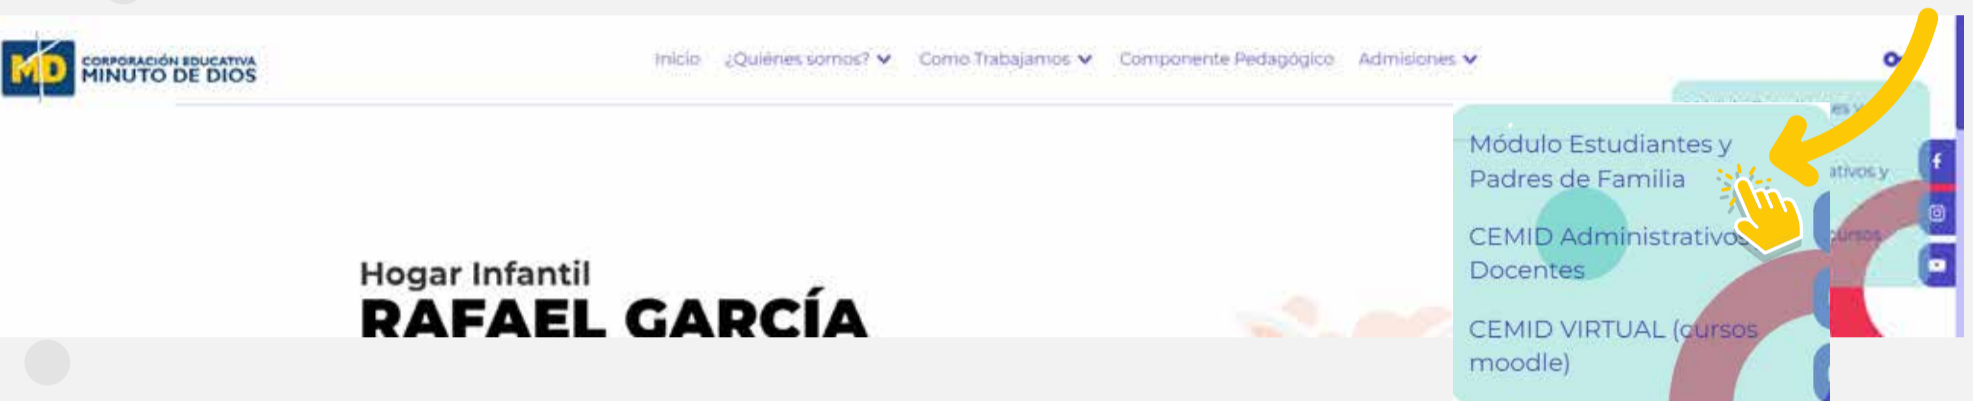 MD CORPORACIÓN EDUCATIVA
MINUTO DE DIOS
Inicio ¿Quiénes somos? Como Trabajamos Componente Pedagógico Admisiones
Módulo Estudiantes y
Padres de Familia
CEMID Administrativos
Docentes
CEMID VIRTUAL (cursos
moodle)
Hogar Infantil
RAFAEL GARCÍA